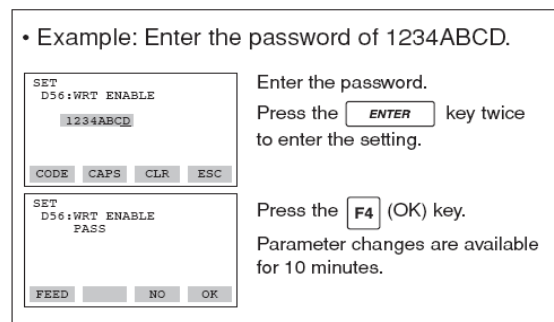 • Example: Enter the password of 1234ABCD.
SET
D56:WRT ENABLE
1234ABCD
CODE CAPS CLR ESC
Enter the password.
Press the ENTER key twice
to enter the setting.
SET
D56:WRT ENABLE
PASS
FEED NO OK
Press the F4 (OK) key.
Parameter changes are available
for 10 minutes.